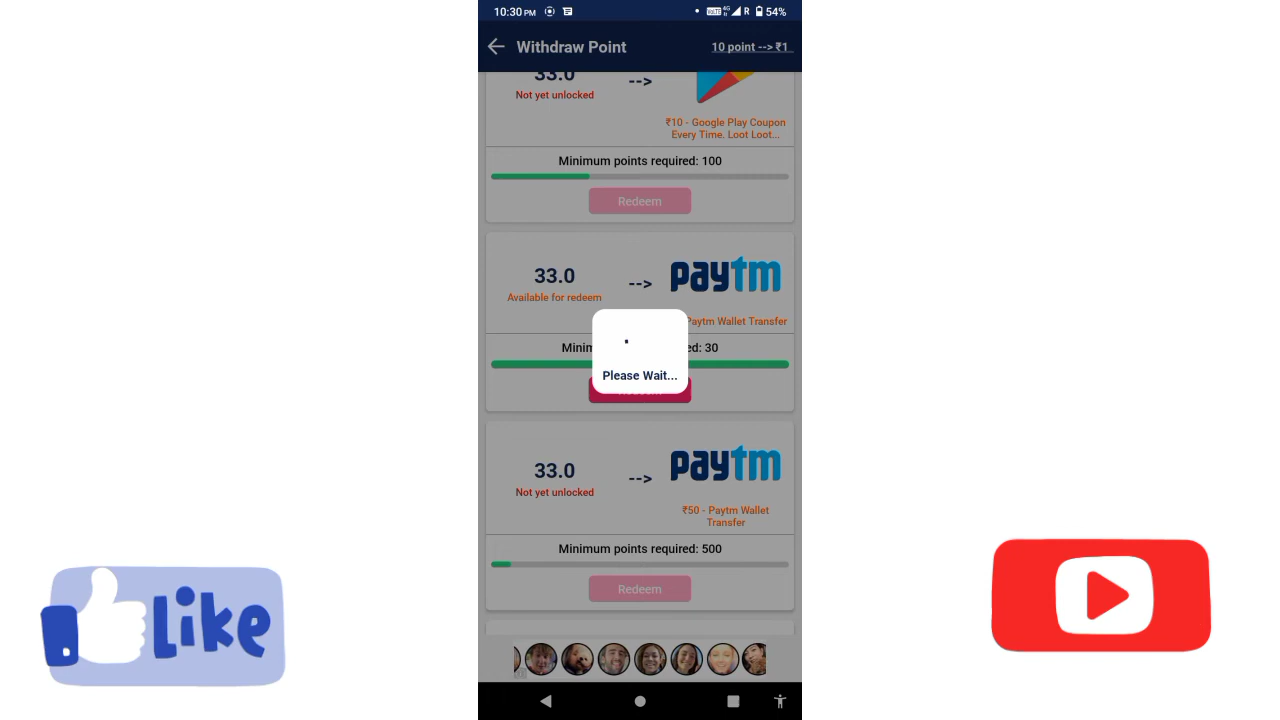 10:30 PM
VoLTE 4G R 54%
Withdraw Point
10 point --> ₹1
33.0
-->
Not yet unlocked
₹10 - Google Play Coupon
Every Time. Loot Loot...
Minimum points required: 100
Redeem
33.0
-->
paytm
Available for redeem
Paytm Wallet Transfer
Minim
ed: 30
Please Wait...
33.0
-->
paytm
Not yet unlocked
₹50 - Paytm Wallet
Transfer
Minimum points required: 500
Redeem
Like